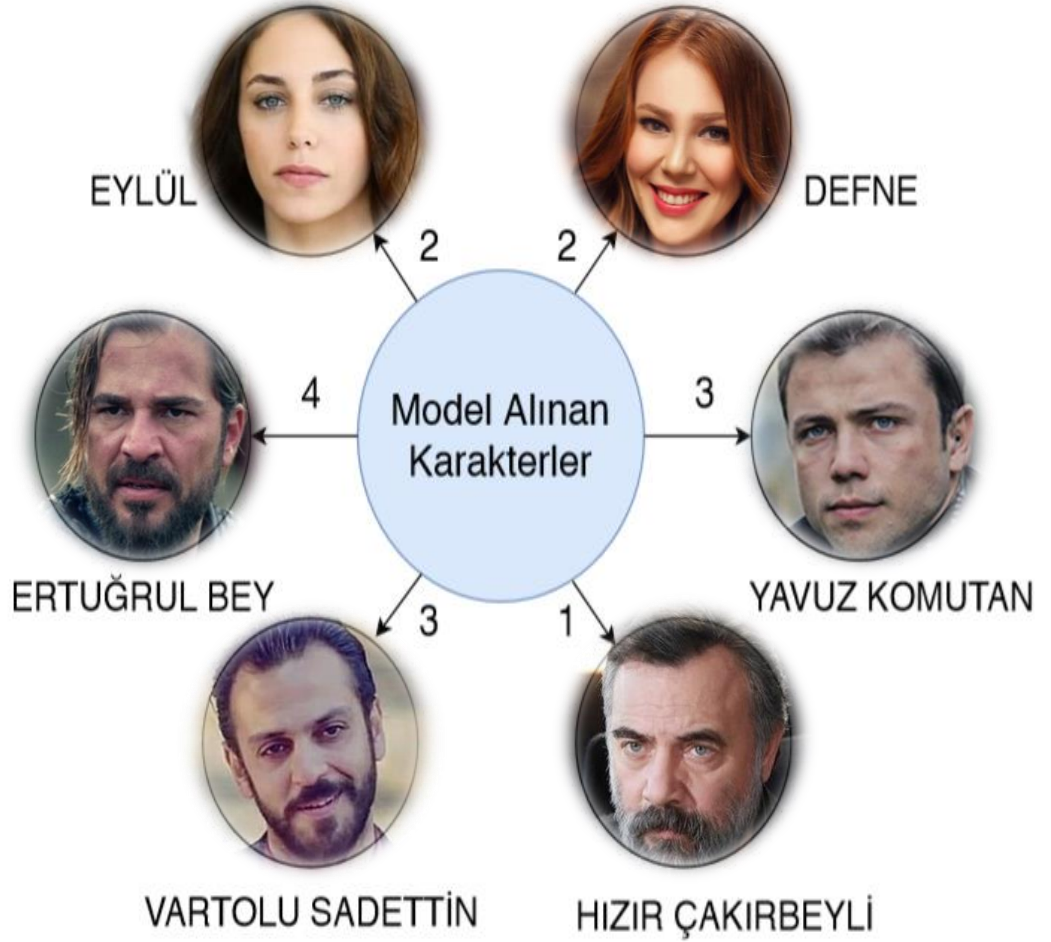 EYLÜL
DEFNE
2
2
4
Model Alınan
Karakterler
3
ERTUĞRUL BEY
YAVUZ KOMUTAN
3
1
VARTOLU SADETTİN
HIZIR ÇAKIRBEYLİ